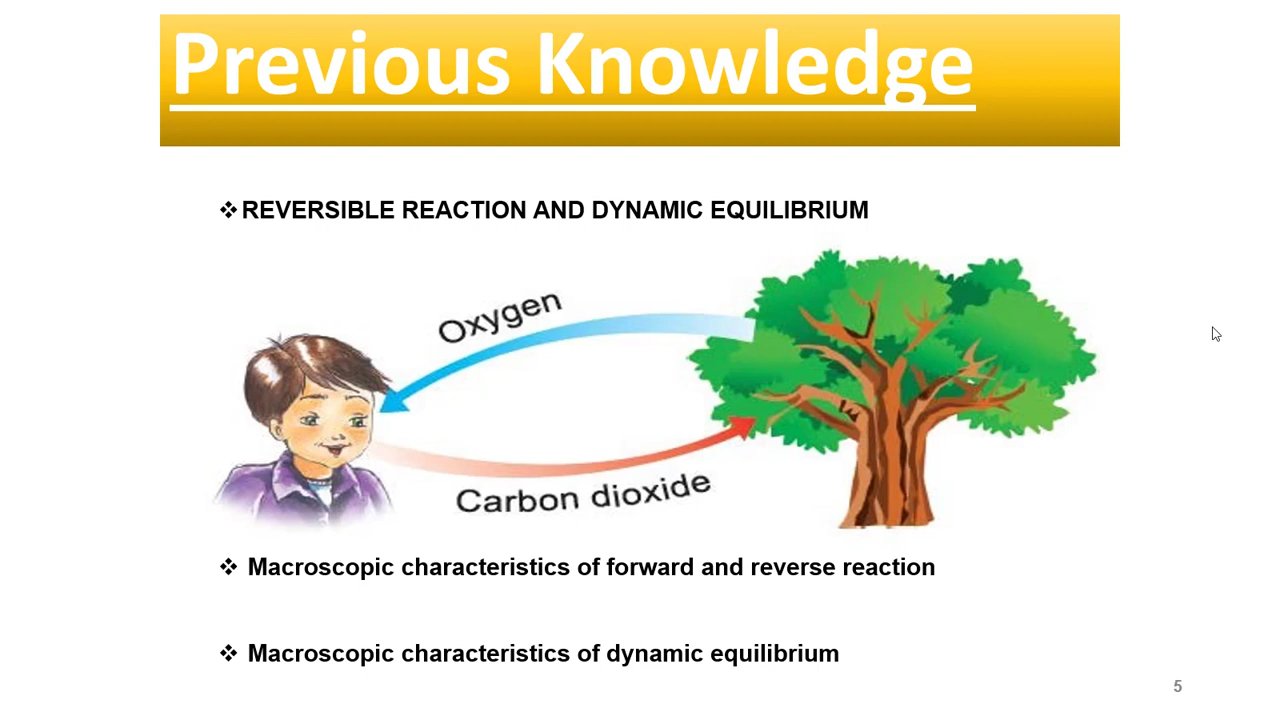 Previous Knowledge
❖REVERSIBLE REACTION AND DYNAMIC EQUILIBRIUM
Oxygen
Carbon dioxide
❖ Macroscopic characteristics of forward and reverse reaction
❖ Macroscopic characteristics of dynamic equilibrium
5